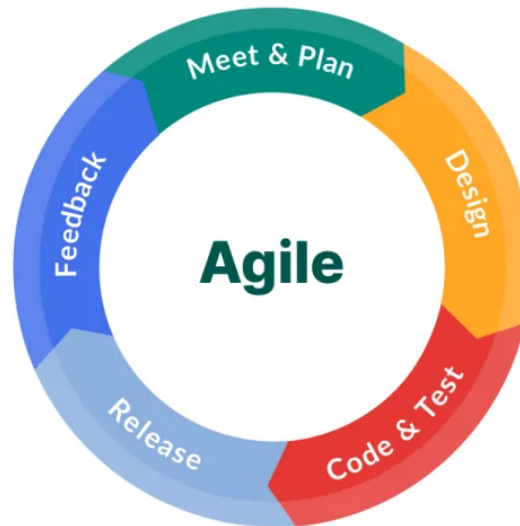 Meet & Plan
Design
Code & Test
Release
Feedback
Agile